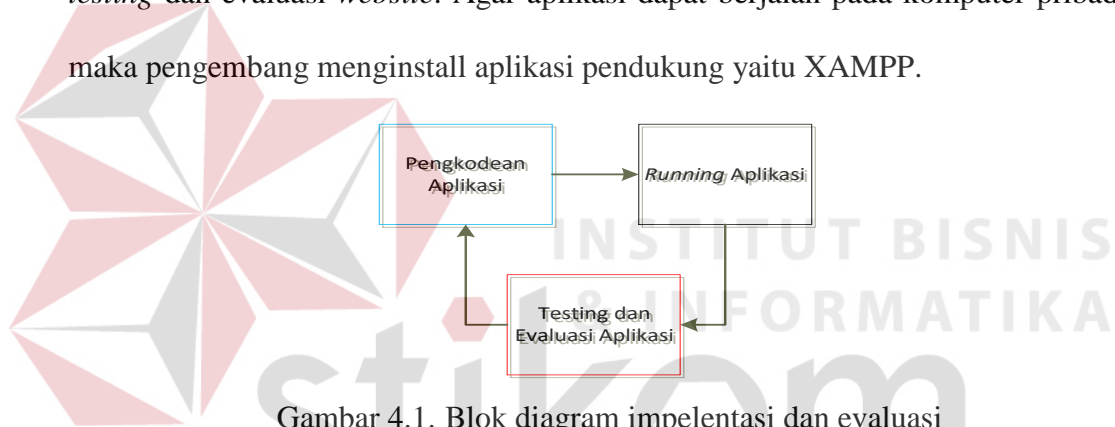 testing dan evaluasi website. Agar aplikasi dapat berjalan pada komputer pribad
maka pengembang menginstall aplikasi pendukung yaitu XAMPP.
Pengkodean
Aplikasi
Running Aplikasi
Testing dan
Evaluasi Aplikasi
INSTITUT BISNIS
& INFORMATIKA
stikom
Gambar 4.1. Blok diagram impelentasi dan evaluasi